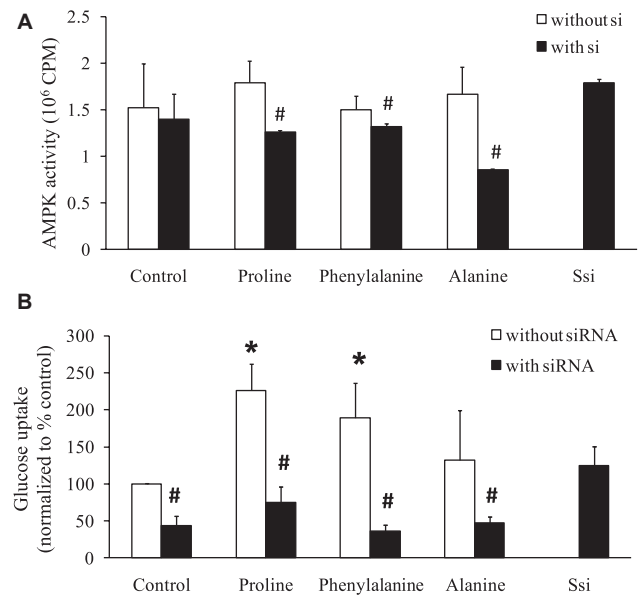 A
without si
with si
AMPK activity (10⁶ CPM)
2.5
2
1.5
1
0.5
0
#
#
#
Control Proline Phenylalanine Alanine Ssi
B
without siRNA
with siRNA
Glucose uptake
(normalized to % control)
300
250
200
150
100
50
0
* *
# # # #
Control Proline Phenylalanine Alanine Ssi